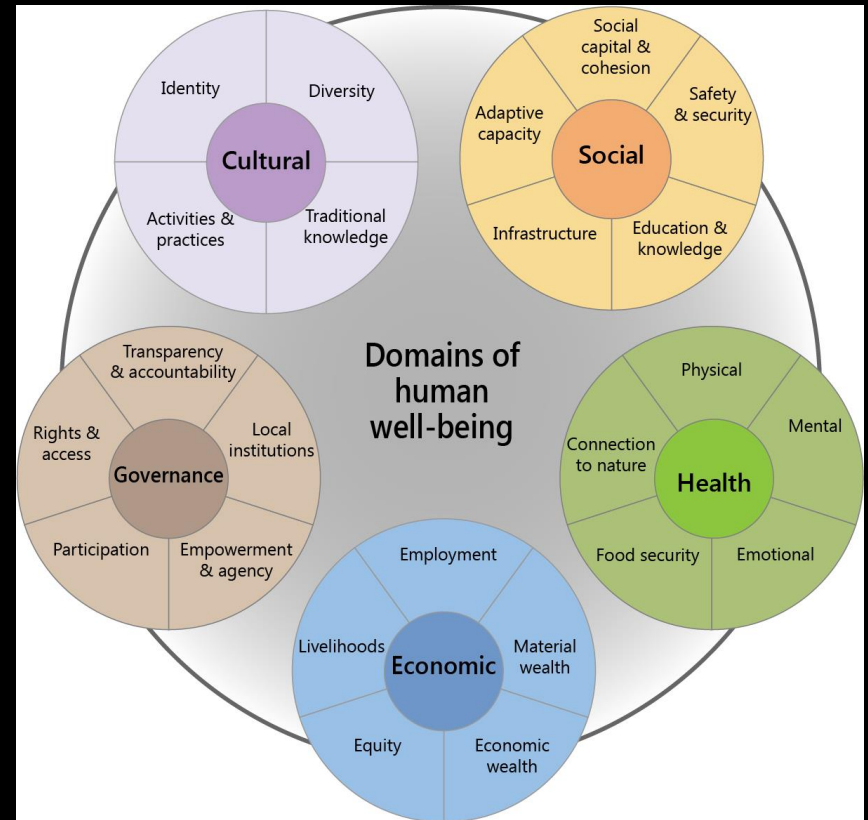 Identity
Diversity
Cultural
Activities &
practices
Traditional
knowledge
Social
capital &
cohesion
Adaptive
capacity
Safety
& security
Social
Infrastructure
Education &
knowledge
Domains of
human
well-being
Transparency
& accountability
Rights &
access
Local
institutions
Governance
Participation
Empowerment
& agency
Physical
Connection
to nature
Mental
Health
Food security
Emotional
Employment
Livelihoods
Material
wealth
Economic
Equity
Economic
wealth